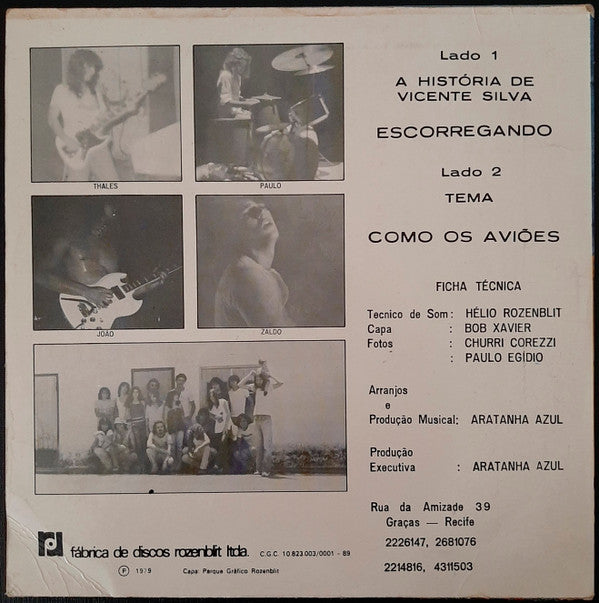 THALES
PAULO
JOÃO
ZALDO
Lado 1
A HISTÓRIA DE
VICENTE SILVA
ESCORREGANDO
Lado 2
TEMA
COMO OS AVIÕES
FICHA TÉCNICA
Tecnico de Som: HÉLIO ROZENBLIT
Capa : BOB XAVIER
Fotos : CHURRI COREZZI
: PAULO EGÍDIO
Arranjos
e
Produção Musical: ARATANHA AZUL
Produção
Executiva : ARATANHA AZUL
Rua da Amizade 39
Graças — Recife
2226147, 2681076
2214816, 4311503
fábrica de discos rozenblit ltda. C.G.C. 10.823.003/0001 - 89
℗ 1979 Capa: Parque Gráfico Rozenblit